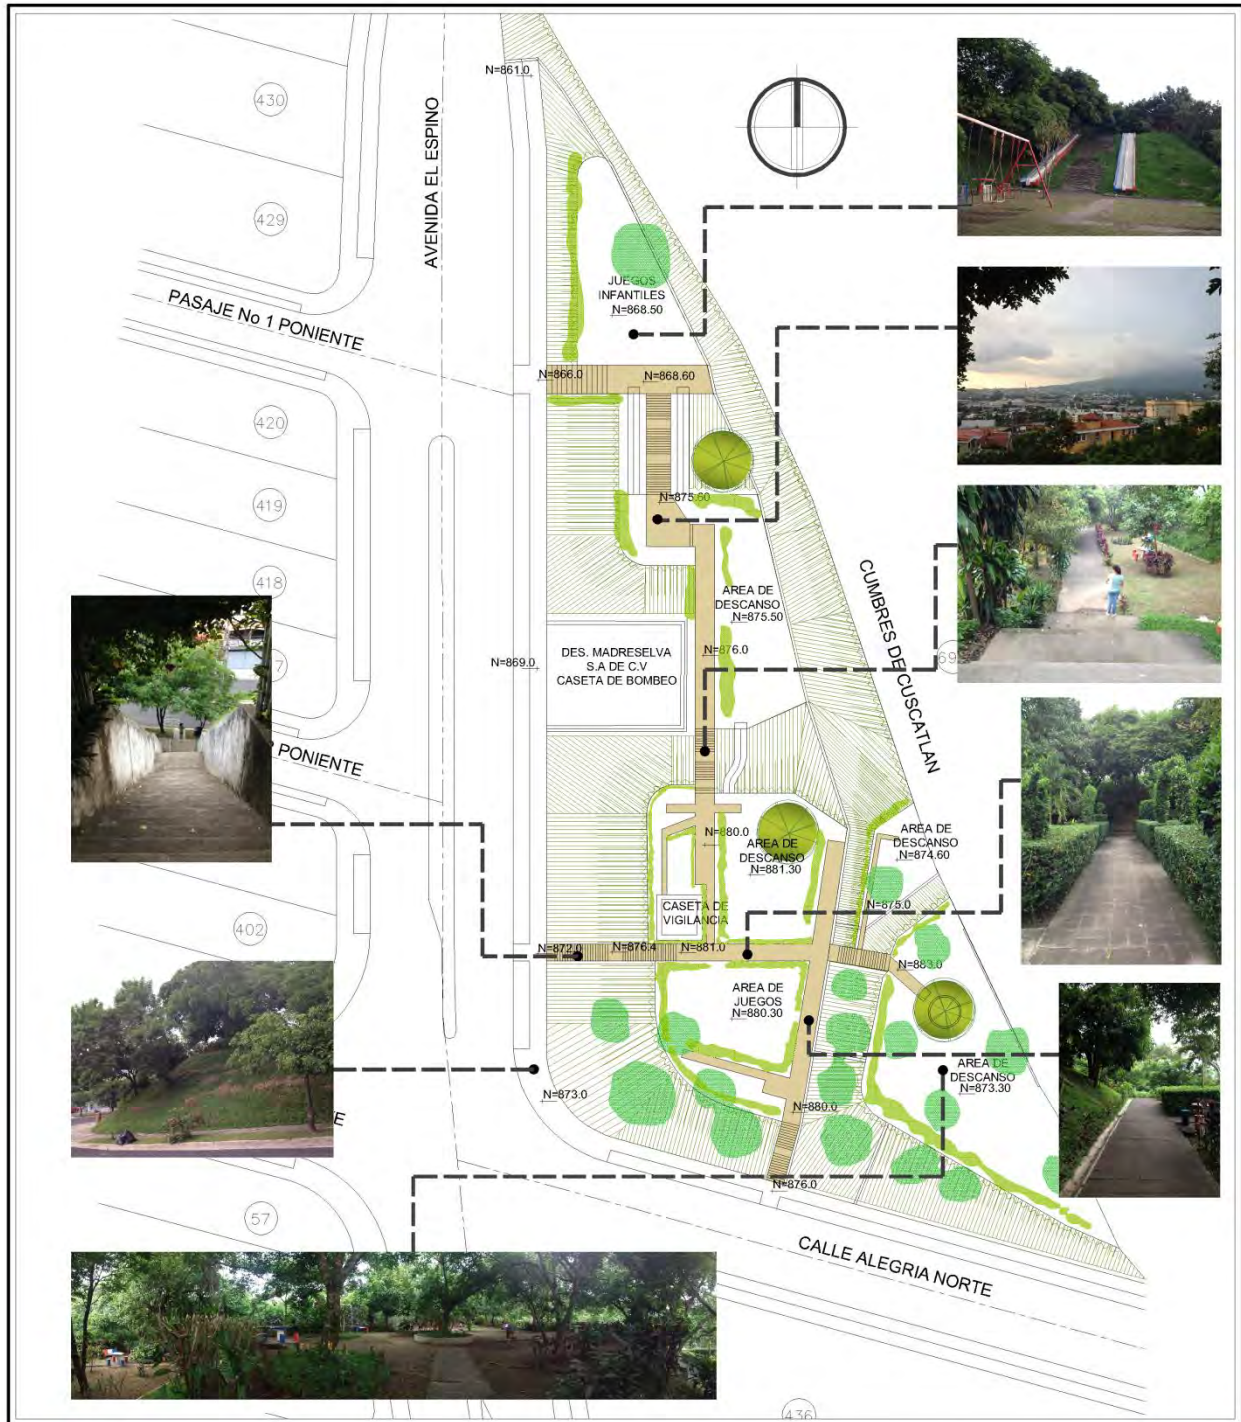 N=861.0
430
AVENIDA EL ESPINO
429
JUEGOS
INFANTILES
N=868.50
PASAJE No 1 PONIENTE
N=866.0
N=868.60
420
N=875.60
419
418
AREA DE
DESCANSO
N=875.50
CUMBRES DE CUSCATLAN
N=876.0
DES. MADRESELVA
S.A DE C.V
CASETA DE BOMBEO
N=869.0
PONIENTE
N=880.0
AREA DE
DESCANSO
N=881.30
AREA DE
DESCANSO
N=874.60
N=875.0
CASETA DE
VIGILANCIA
402
N=872.0
N=876.4
N=881.0
N=883.0
AREA DE
JUEGOS
N=880.30
AREA DE
DESCANSO
N=873.30
N=873.0
N=880.0
N=876.0
57
CALLE ALEGRIA NORTE
436